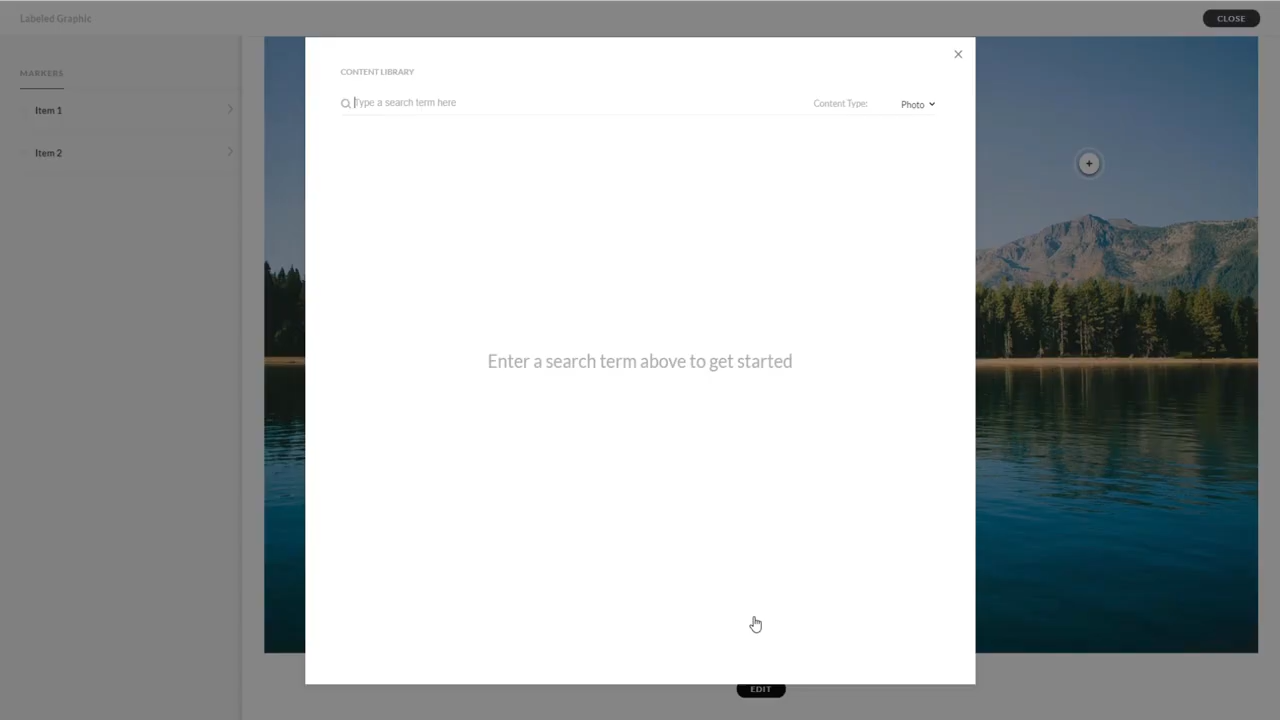 Labeled Graphic
CLOSE
MARKERS
Item 1
Item 2
CONTENT LIBRARY
Type a search term here
Content Type:
Photo
Enter a search term above to get started
EDIT